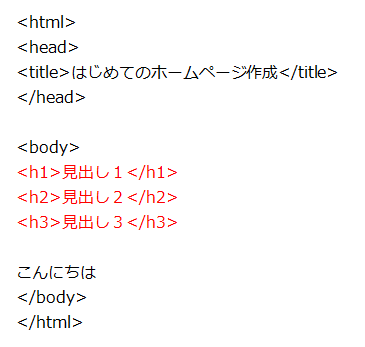 <html>
<head>
<title>はじめてのホームページ作成</title>
</head>
<body>
<h1>見出し１</h1>
<h2>見出し２</h2>
<h3>見出し３</h3>
こんにちは
</body>
</html>